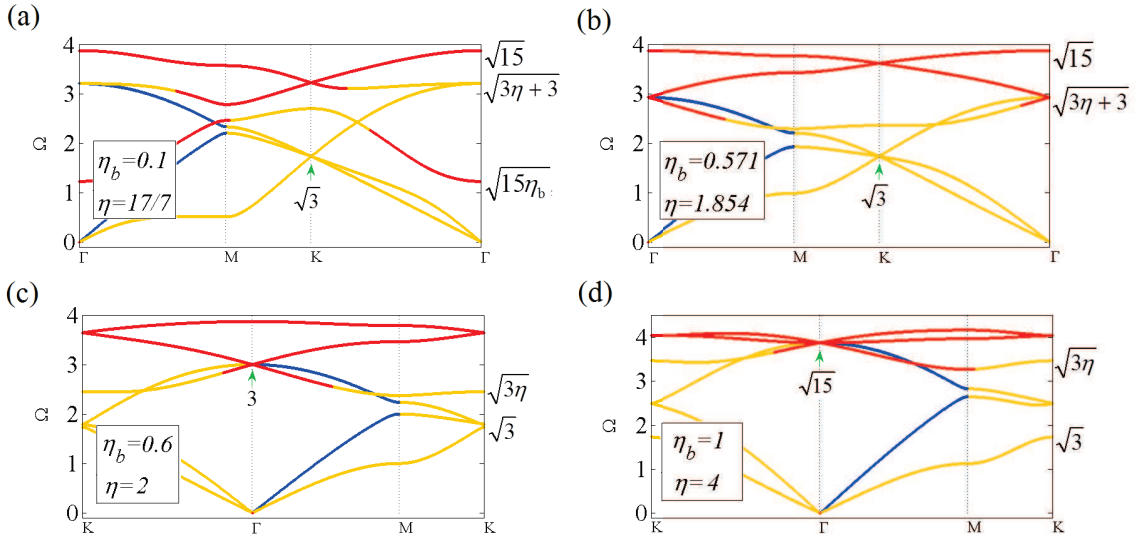 (a)
4
3
2
1
0
Ω
η_b=0.1
η=17/7
√3
√15
√3η+3
√15η_b
Γ
M
K
Γ
(b)
4
3
2
1
0
Ω
η_b=0.571
η=1.854
√3
√15
√3η+3
Γ
M
K
Γ
(c)
4
3
2
1
0
Ω
3
η_b=0.6
η=2
√3η
√3
K
Γ
M
K
(d)
4
3
2
1
0
Ω
√15
η_b=1
η=4
√3η
√3
K
Γ
M
K